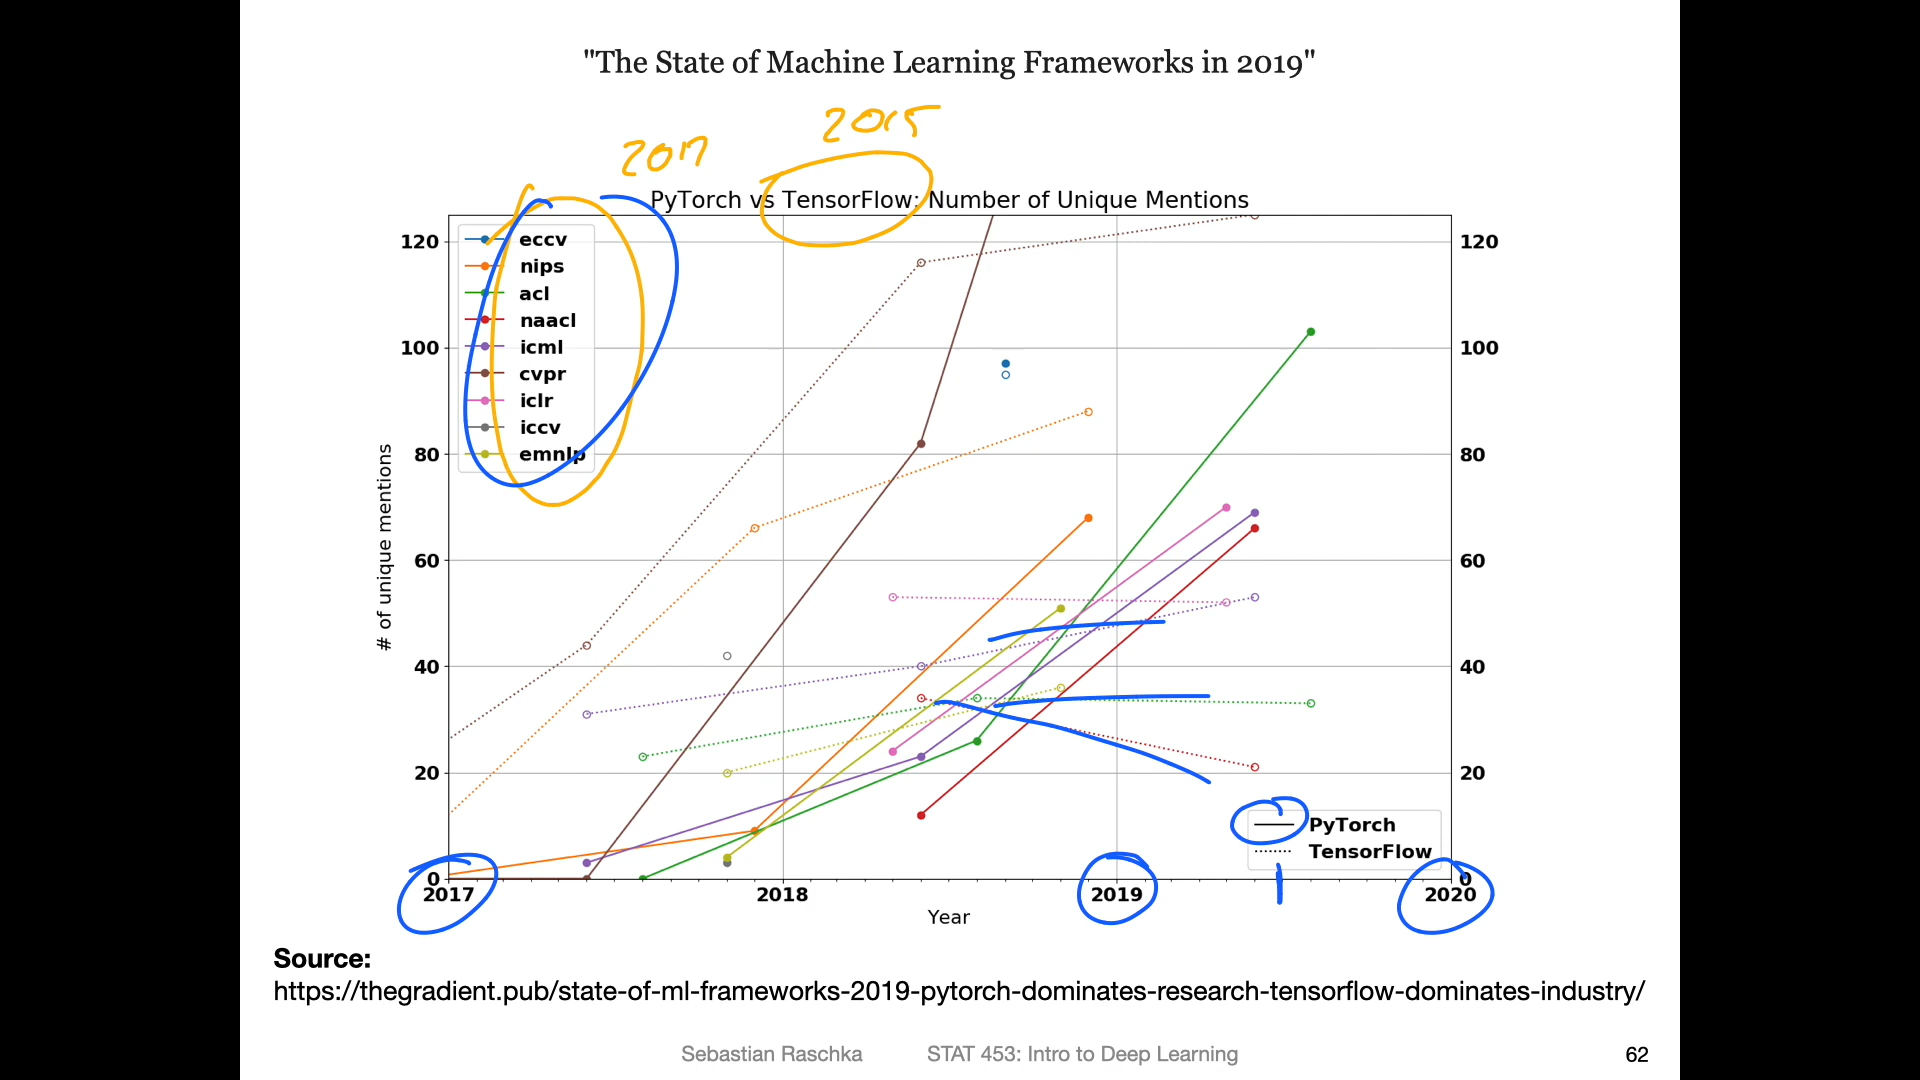 "The State of Machine Learning Frameworks in 2019"
2015
2017
PyTorch vs TensorFlow: Number of Unique Mentions
eccv
nips
acl
naacl
icml
cvpr
iclr
iccv
emnlp
120
100
80
60
40
20
0
# of unique mentions
120
100
80
60
40
20
0
PyTorch
TensorFlow
2017
2018
2019
2020
Year
Source:
https://thegradient.pub/state-of-ml-frameworks-2019-pytorch-dominates-research-tensorflow-dominates-industry/
Sebastian Raschka STAT 453: Intro to Deep Learning 62